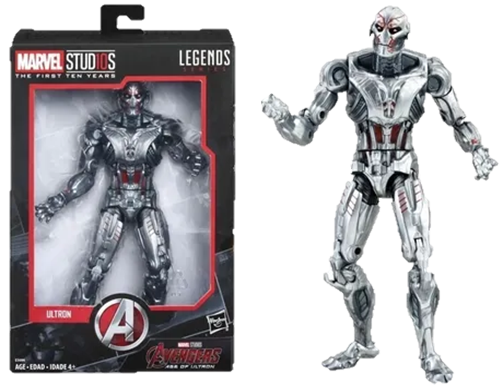 MARVEL STUDIOS LEGENDS
THE FIRST TEN YEARS SERIES
ULTRON
A
Hasbro
MARVEL STUDIOS
AVENGERS
AGE OF ULTRON
AGE • EDAD • IDADE 4+